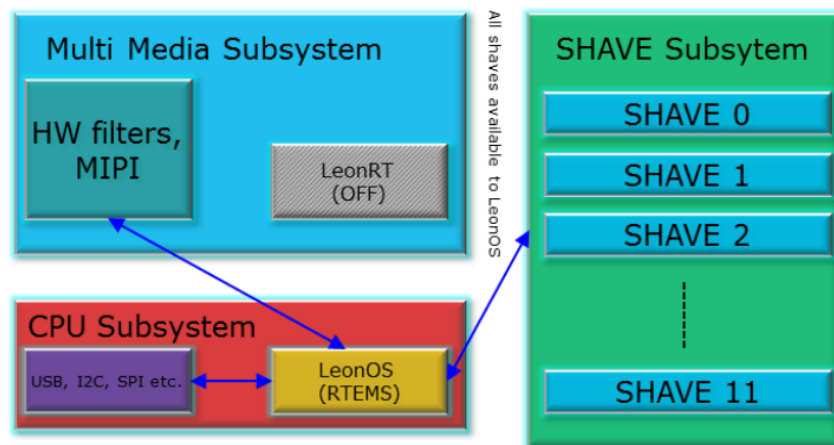 Multi Media Subsystem
HW filters,
MIPI
LeonRT
(OFF)
CPU Subsystem
USB, I2C, SPI etc.
LeonOS
(RTEMS)
All shaves available to LeonOS
SHAVE Subsytem
SHAVE 0
SHAVE 1
SHAVE 2
SHAVE 11